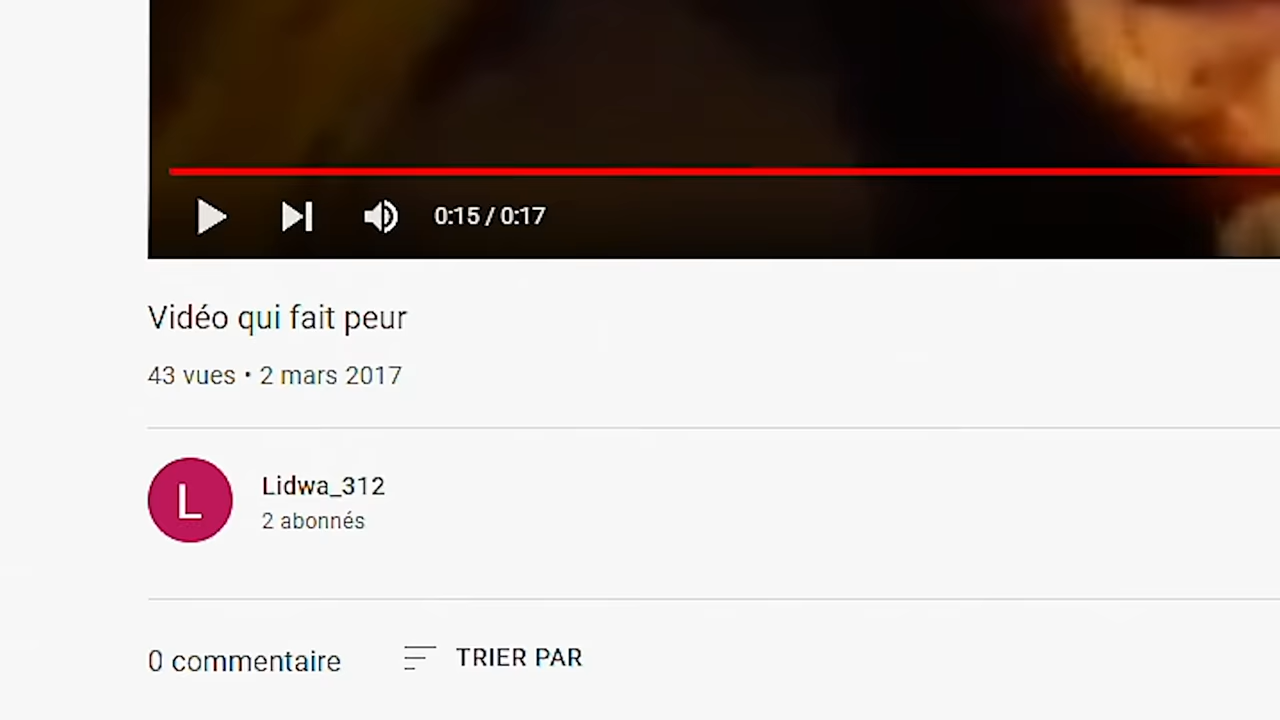 0:15 / 0:17
Vidéo qui fait peur
43 vues • 2 mars 2017
L
Lidwa_312
2 abonnés
0 commentaire
TRIER PAR